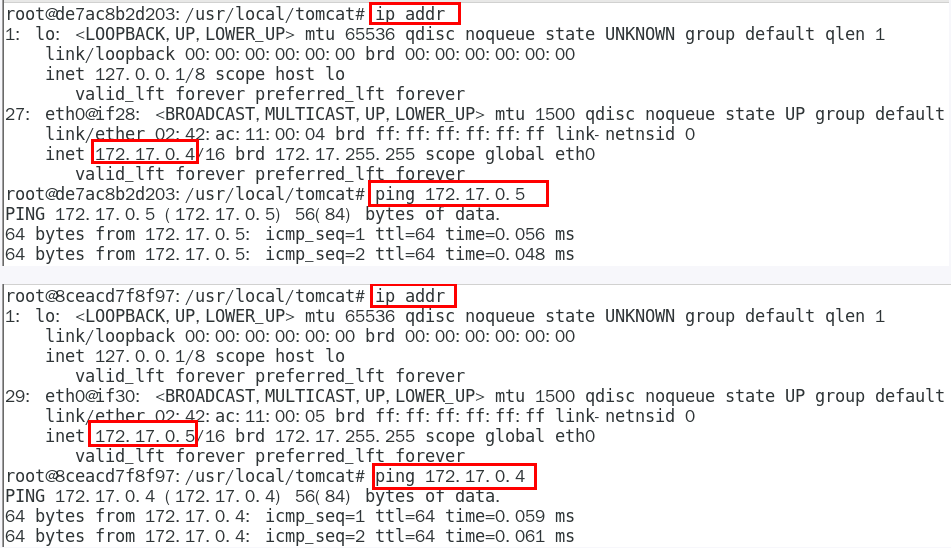 root@de7ac8b2d203:/usr/local/tomcat# ip addr
1: lo: <LOOPBACK,UP,LOWER_UP> mtu 65536 qdisc noqueue state UNKNOWN group default qlen 1
link/loopback 00:00:00:00:00:00 brd 00:00:00:00:00:00
inet 127.0.0.1/8 scope host lo
valid_lft forever preferred_lft forever
27: eth0@if28: <BROADCAST,MULTICAST,UP,LOWER_UP> mtu 1500 qdisc noqueue state UP group default
link/ether 02:42:ac:11:00:04 brd ff:ff:ff:ff:ff:ff link-netnsid 0
inet 172.17.0.4/16 brd 172.17.255.255 scope global eth0
valid_lft forever preferred_lft forever
root@de7ac8b2d203:/usr/local/tomcat# ping 172.17.0.5
PING 172.17.0.5 (172.17.0.5) 56(84) bytes of data.
64 bytes from 172.17.0.5: icmp_seq=1 ttl=64 time=0.056 ms
64 bytes from 172.17.0.5: icmp_seq=2 ttl=64 time=0.048 ms
root@8ceacd7f8f97:/usr/local/tomcat# ip addr
1: lo: <LOOPBACK,UP,LOWER_UP> mtu 65536 qdisc noqueue state UNKNOWN group default qlen 1
link/loopback 00:00:00:00:00:00 brd 00:00:00:00:00:00
inet 127.0.0.1/8 scope host lo
valid_lft forever preferred_lft forever
29: eth0@if30: <BROADCAST,MULTICAST,UP,LOWER_UP> mtu 1500 qdisc noqueue state UP group default
link/ether 02:42:ac:11:00:05 brd ff:ff:ff:ff:ff:ff link-netnsid 0
inet 172.17.0.5/16 brd 172.17.255.255 scope global eth0
valid_lft forever preferred_lft forever
root@8ceacd7f8f97:/usr/local/tomcat# ping 172.17.0.4
PING 172.17.0.4 (172.17.0.4) 56(84) bytes of data.
64 bytes from 172.17.0.4: icmp_seq=1 ttl=64 time=0.059 ms
64 bytes from 172.17.0.4: icmp_seq=2 ttl=64 time=0.061 ms